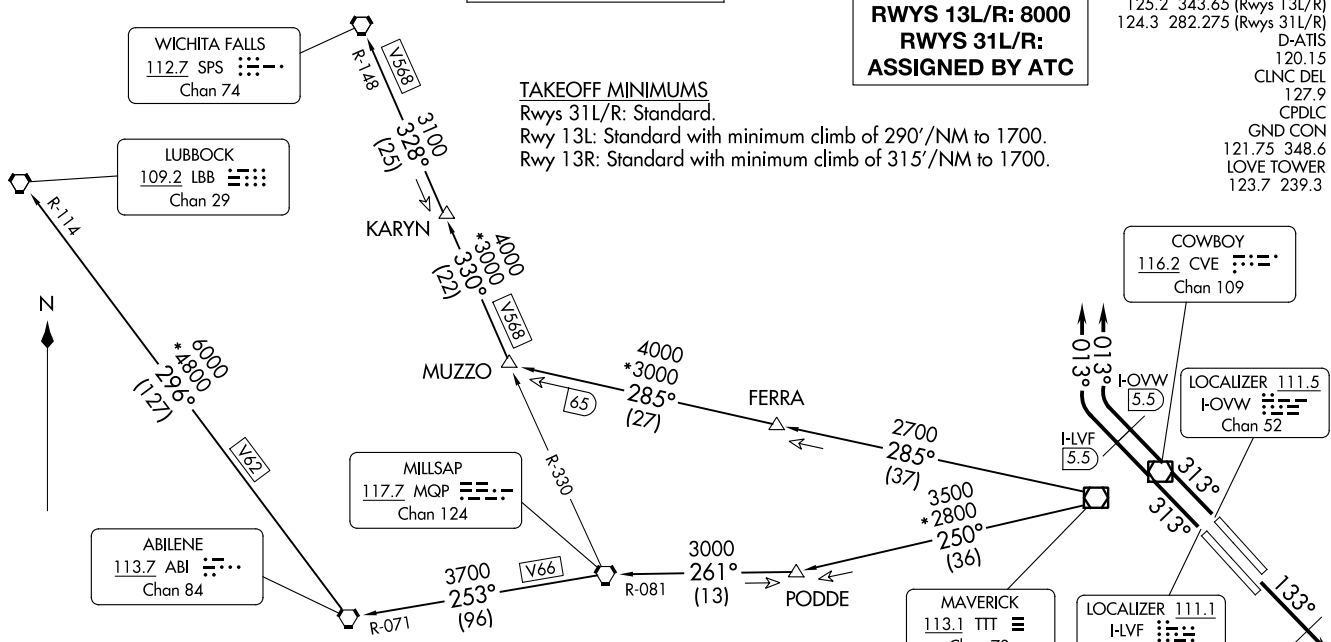 RWYS 13L/R: 8000
RWYS 31L/R:
ASSIGNED BY ATC
125.2 343.65 (Rwys 13L/R)
124.3 282.275 (Rwys 31L/R)
D-ATIS
120.15
CLNC DEL
127.9
CPDLC
GND CON
121.75 348.6
LOVE TOWER
123.7 239.3
WICHITA FALLS
112.7 SPS
Chan 74
R-148
V568
3100
328°
(25)
TAKEOFF MINIMUMS
Rwys 31L/R: Standard.
Rwy 13L: Standard with minimum climb of 290'/NM to 1700.
Rwy 13R: Standard with minimum climb of 315'/NM to 1700.
LUBBOCK
109.2 LBB
Chan 29
R-114
KARYN
4000
*3000
330°
(22)
V568
N
6000
*4800
296°
(127)
V62
MUZZO
65
4000
*3000
285°
(27)
FERRA
2700
285°
(37)
COWBOY
116.2 CVE
Chan 109
013°
013°
I-OVW
5.5
I-LVF
5.5
LOCALIZER 111.5
I-OVW
Chan 52
313°
313°
133°
R-330
MILLSAP
117.7 MQP
Chan 124
3500
*2800
250°
(36)
ABILENE
113.7 ABI
Chan 84
R-071
3700
253°
(96)
V66
R-081
3000
261°
(13)
PODDE
MAVERICK
113.1 TTT
LOCALIZER 111.1
I-LVF